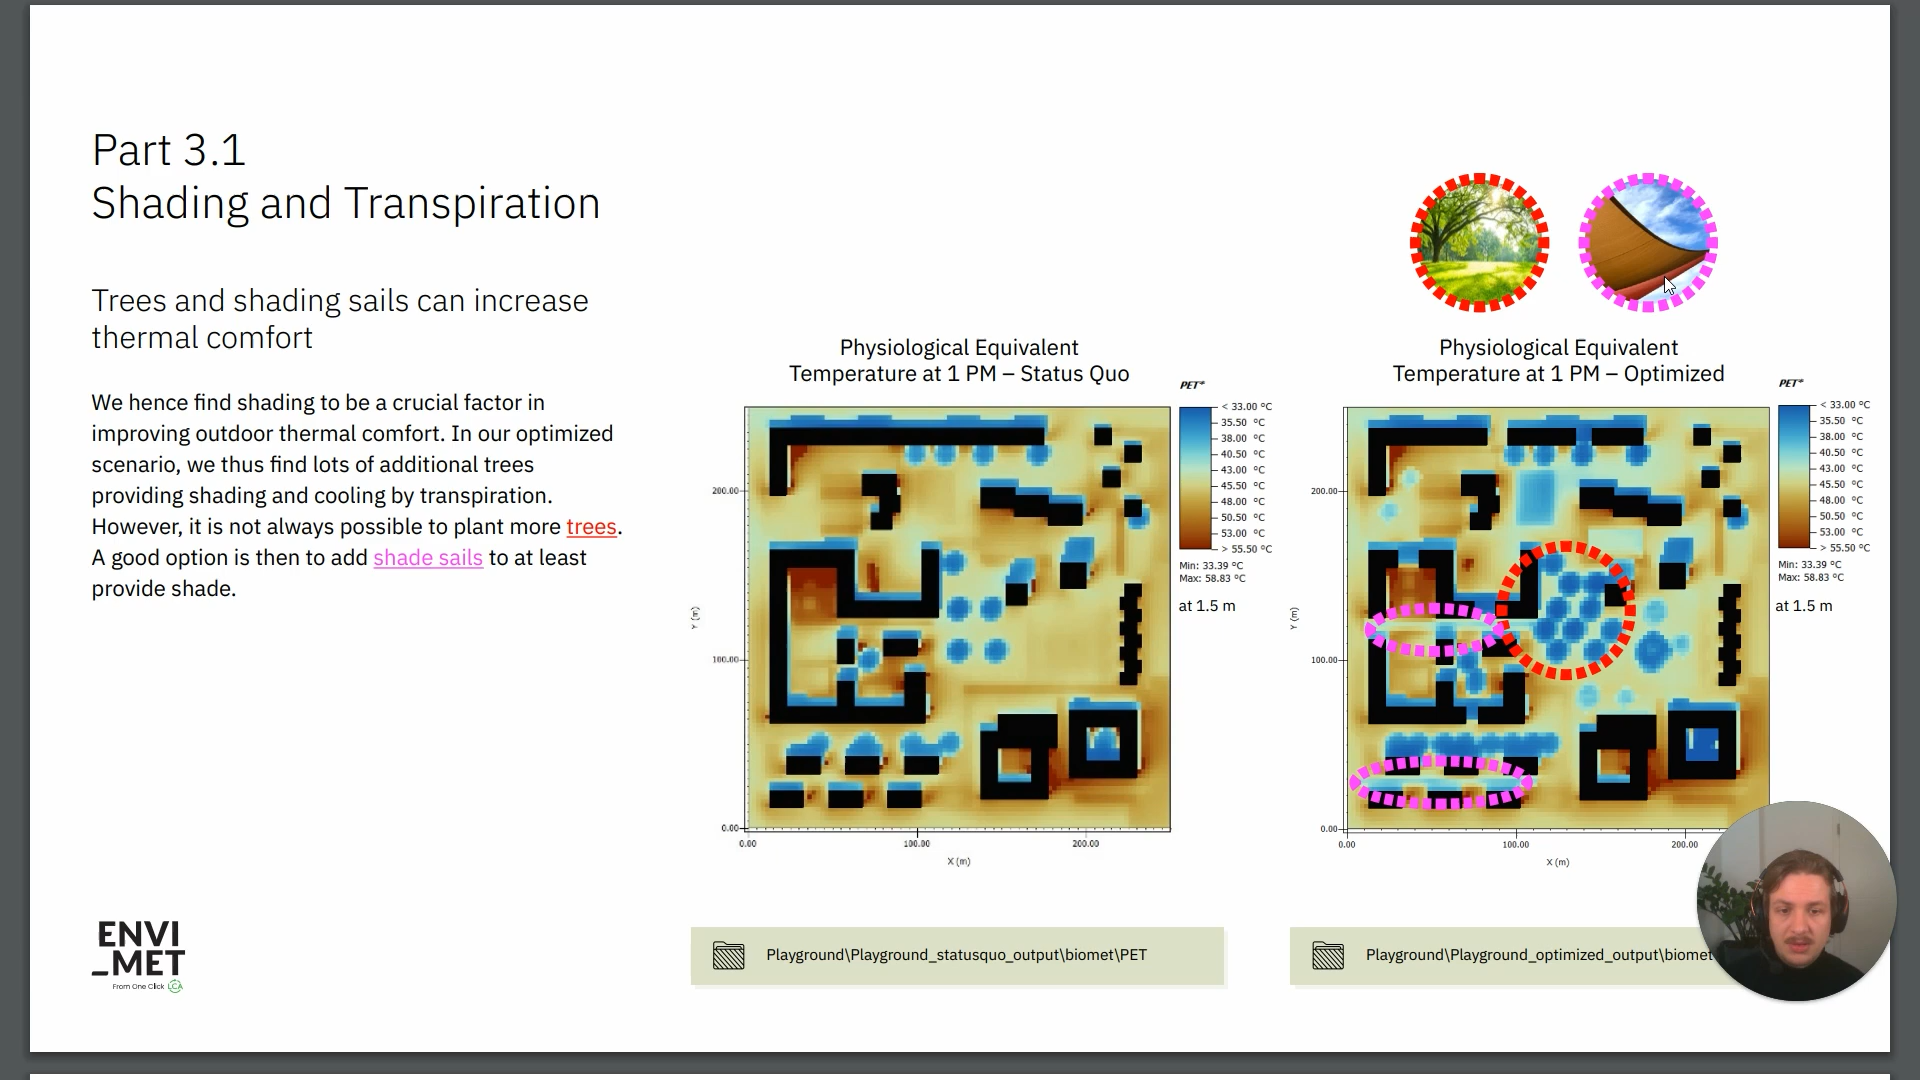 Part 3.1
Shading and Transpiration
Trees and shading sails can increase
thermal comfort
We hence find shading to be a crucial factor in
improving outdoor thermal comfort. In our optimized
scenario, we thus find lots of additional trees
providing shading and cooling by transpiration.
However, it is not always possible to plant more trees.
A good option is then to add shade sails to at least
provide shade.
ENVI
_MET
From One Click LCA
Physiological Equivalent
Temperature at 1 PM – Status Quo
PET*
< 33.00 °C
35.50 °C
38.00 °C
40.50 °C
43.00 °C
45.50 °C
48.00 °C
50.50 °C
53.00 °C
> 55.50 °C
Min: 33.39 °C
Max: 58.83 °C
at 1.5 m
200.00
Y (m)
100.00
0.00
0.00 100.00 200.00
X (m)
Playground\Playground_statusquo_output\biomet\PET
Physiological Equivalent
Temperature at 1 PM – Optimized
PET*
< 33.00 °C
35.50 °C
38.00 °C
40.50 °C
43.00 °C
45.50 °C
48.00 °C
50.50 °C
53.00 °C
> 55.50 °C
Min: 33.39 °C
Max: 58.83 °C
at 1.5 m
200.00
Y (m)
100.00
0.00
0.00 100.00 200.00
X (m)
Playground\Playground_optimized_output\biomet